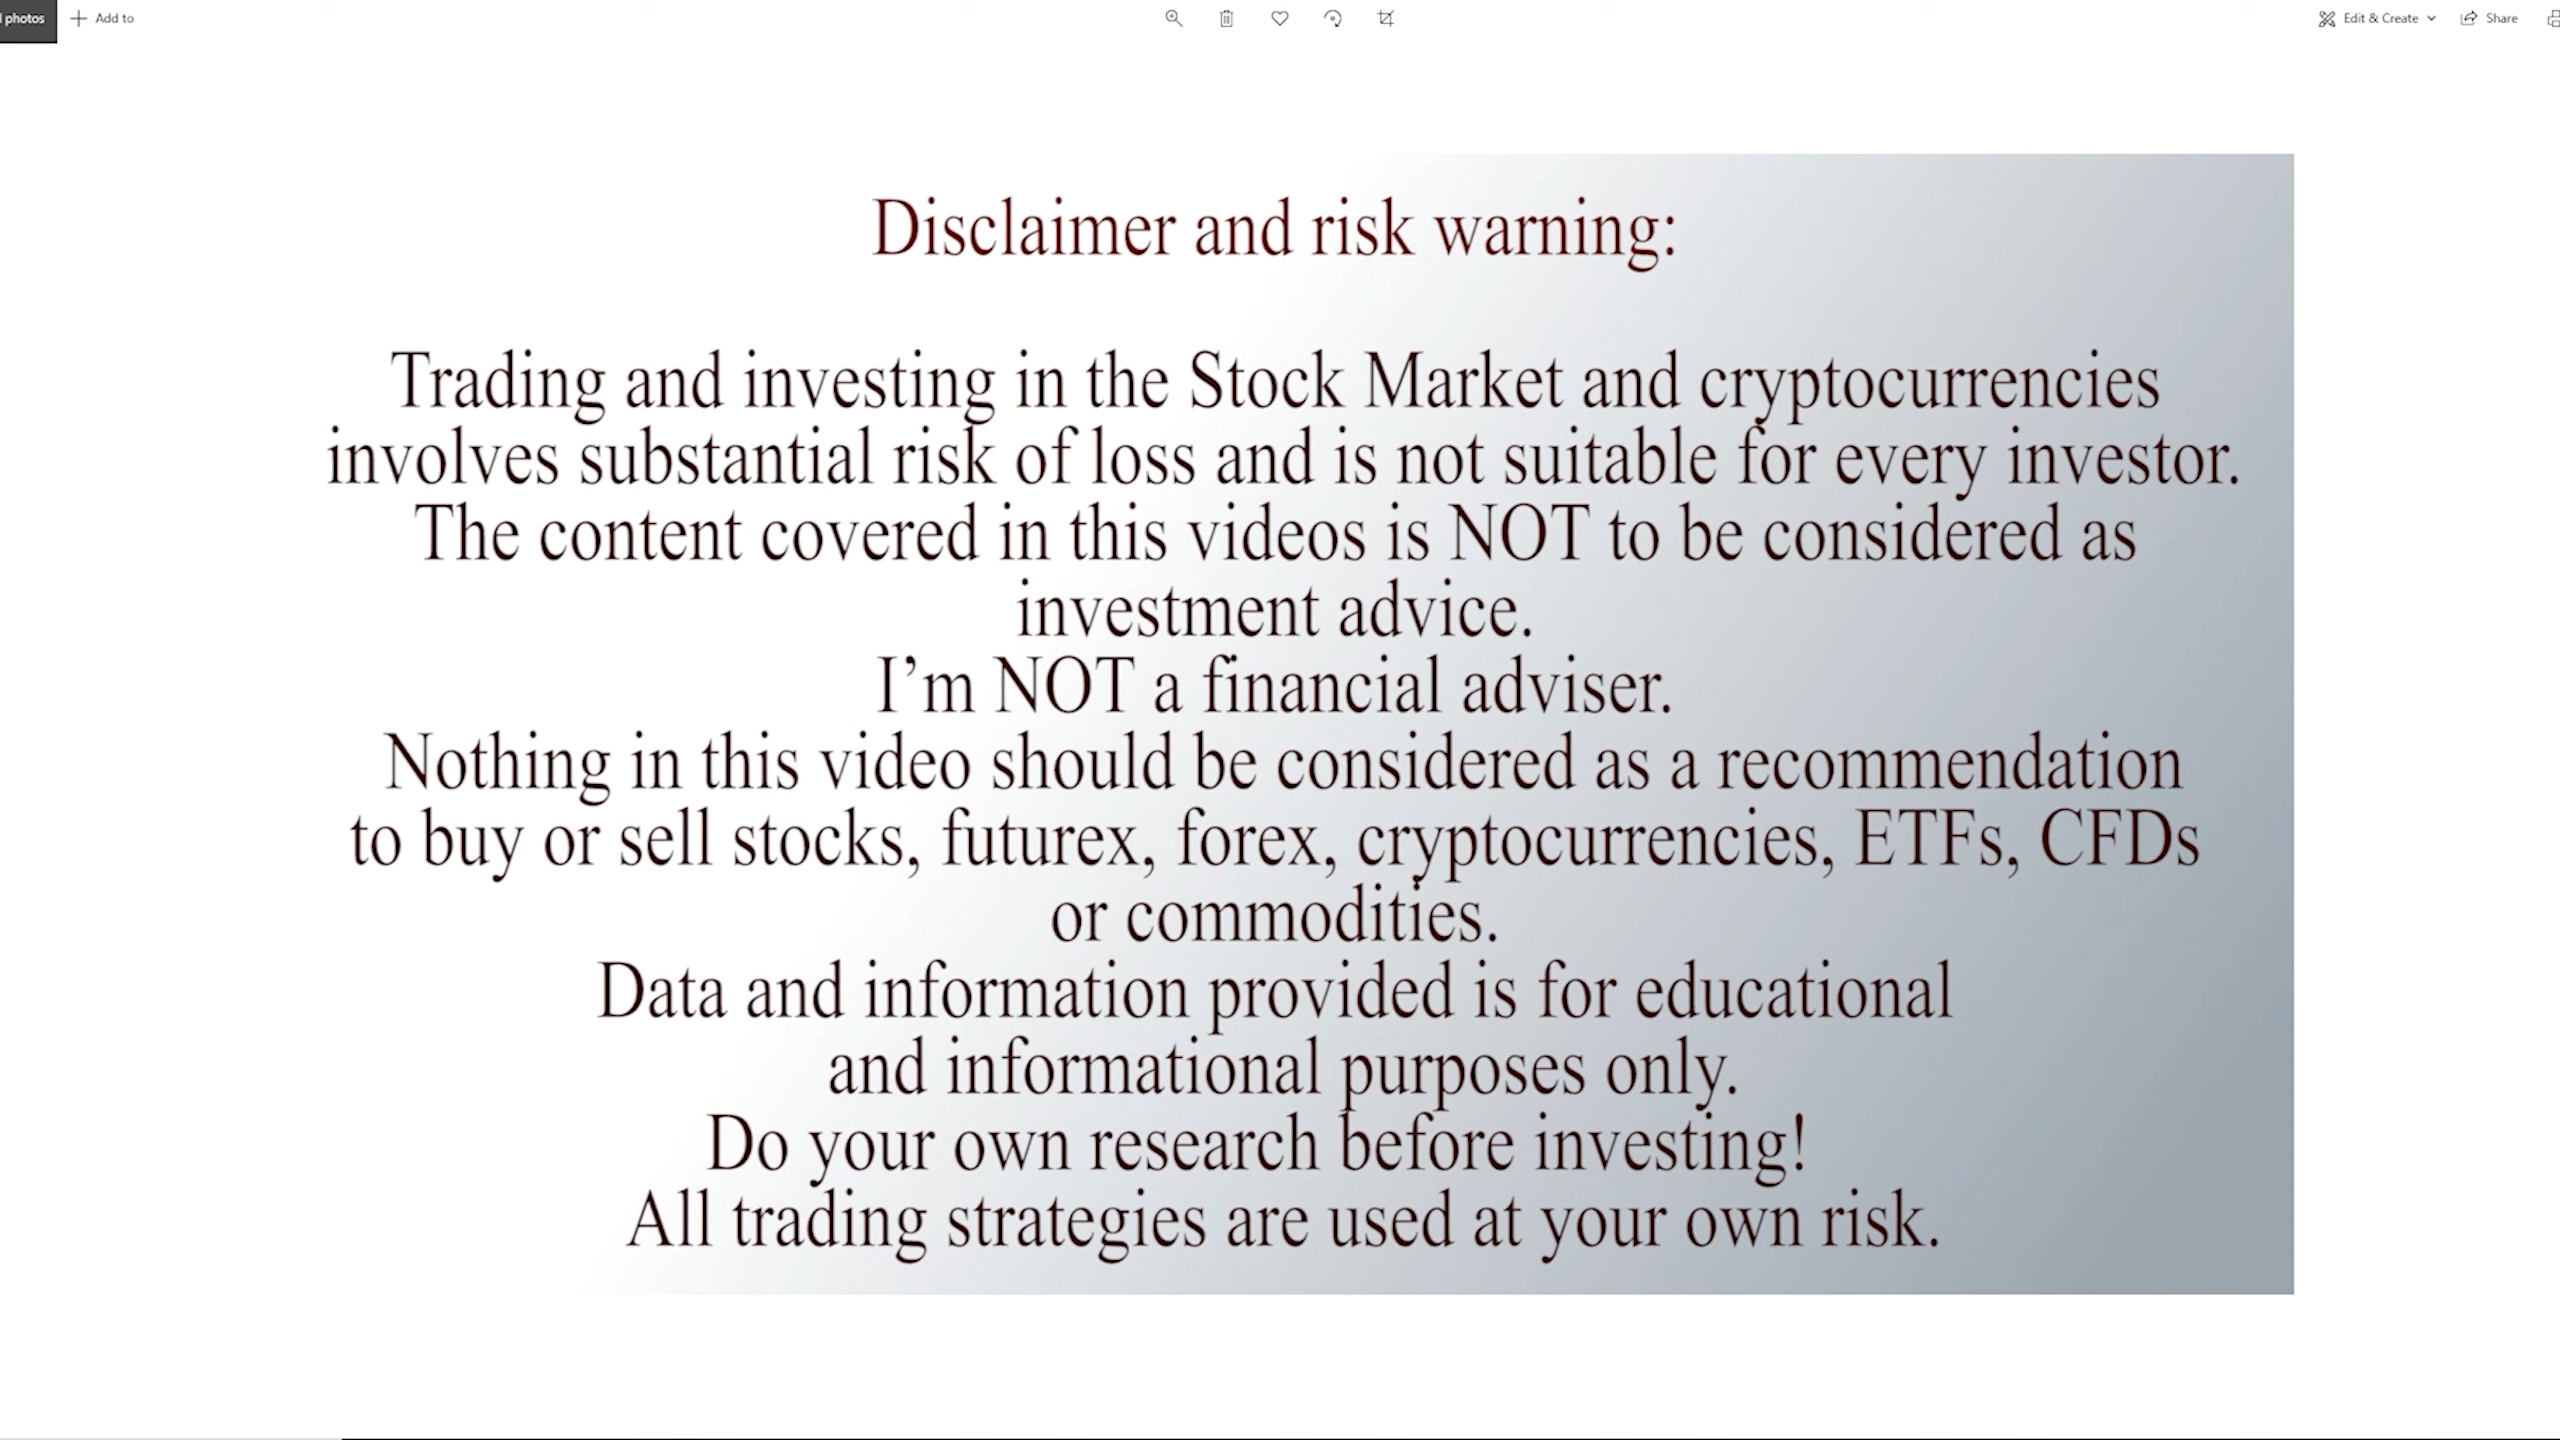 photos
Add to
Edit & Create
Share
Disclaimer and risk warning:
Trading and investing in the Stock Market and cryptocurrencies
involves substantial risk of loss and is not suitable for every investor.
The content covered in this videos is NOT to be considered as
investment advice.
I’m NOT a financial adviser.
Nothing in this video should be considered as a recommendation
to buy or sell stocks, futurex, forex, cryptocurrencies, ETFs, CFDs
or commodities.
Data and information provided is for educational
and informational purposes only.
Do your own research before investing!
All trading strategies are used at your own risk.